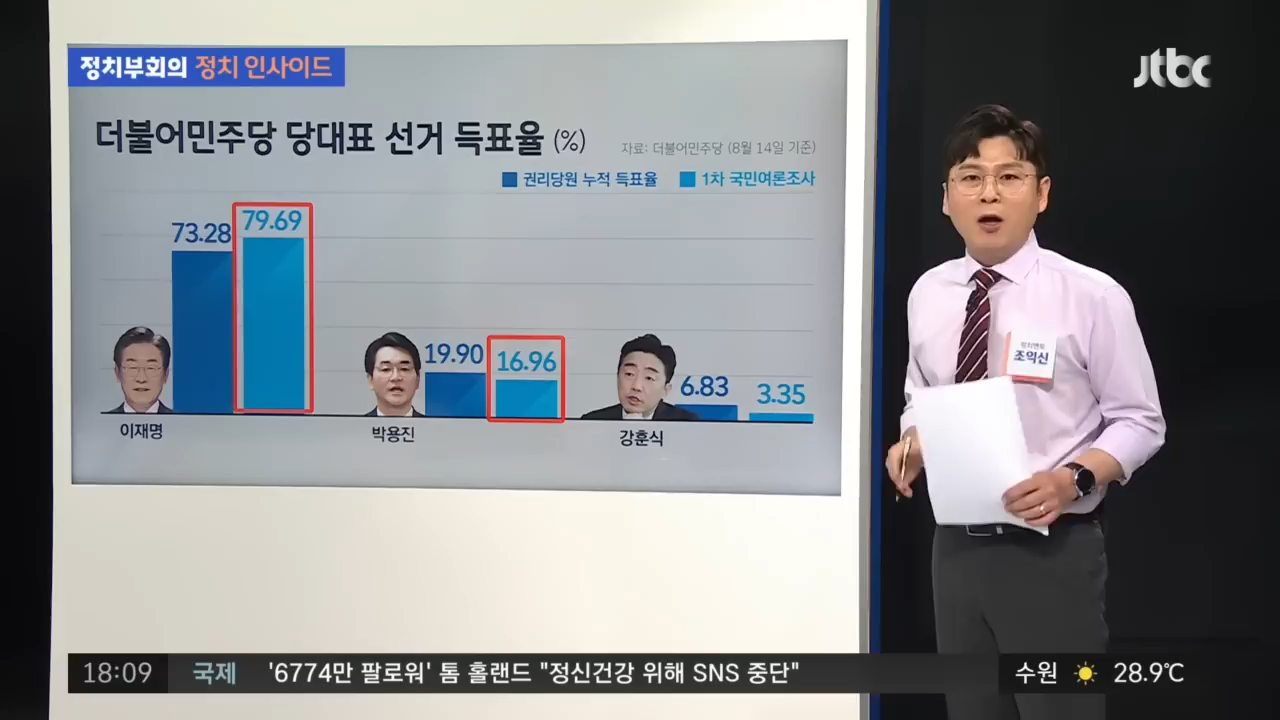 정치부회의 정치 인사이드
jtbc
더불어민주당 당대표 선거 득표율 (%)
자료: 더불어민주당 (8월 14일 기준)
권리당원 누적 득표율 1차 국민여론조사
73.28 79.69
19.90 16.96
6.83 3.35
이재명 박용진 강훈식
정치멘토
조익신
18:09 국제 '6774만 팔로워' 톰 홀랜드 "정신건강 위해 SNS 중단" 수원 28.9℃